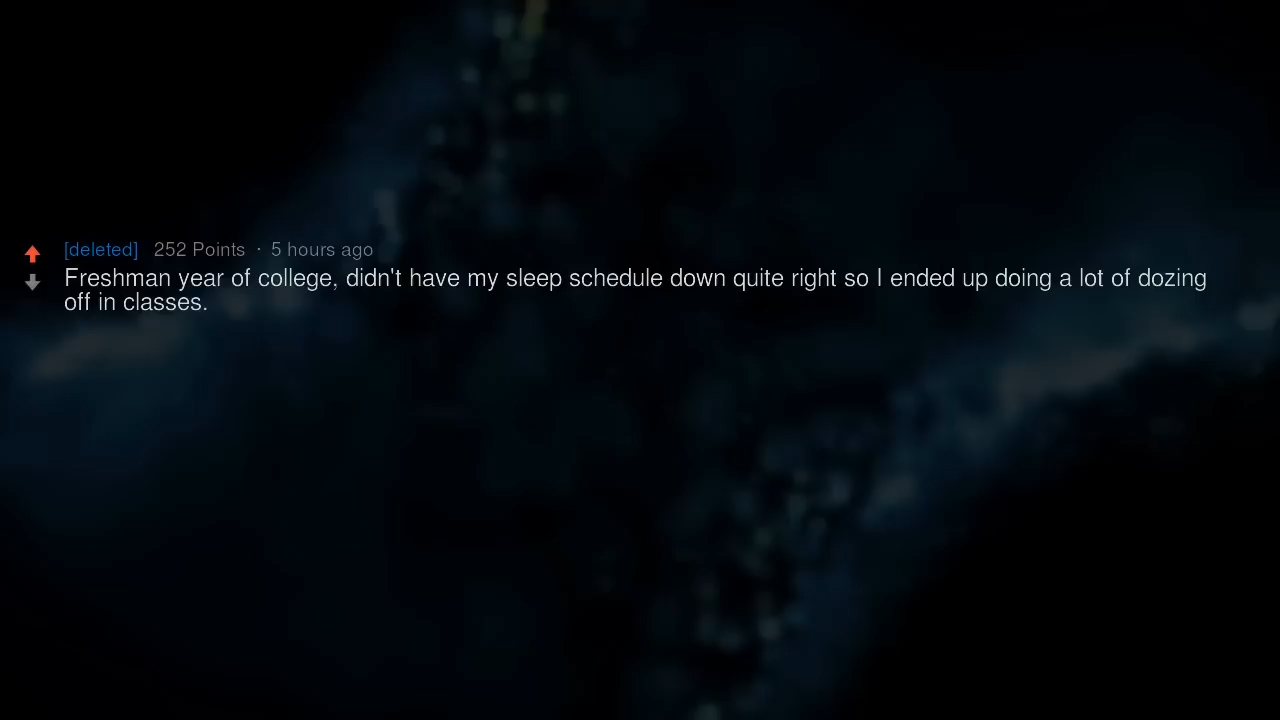 [deleted] 252 Points · 5 hours ago
Freshman year of college, didn't have my sleep schedule down quite right so I ended up doing a lot of dozing
off in classes.